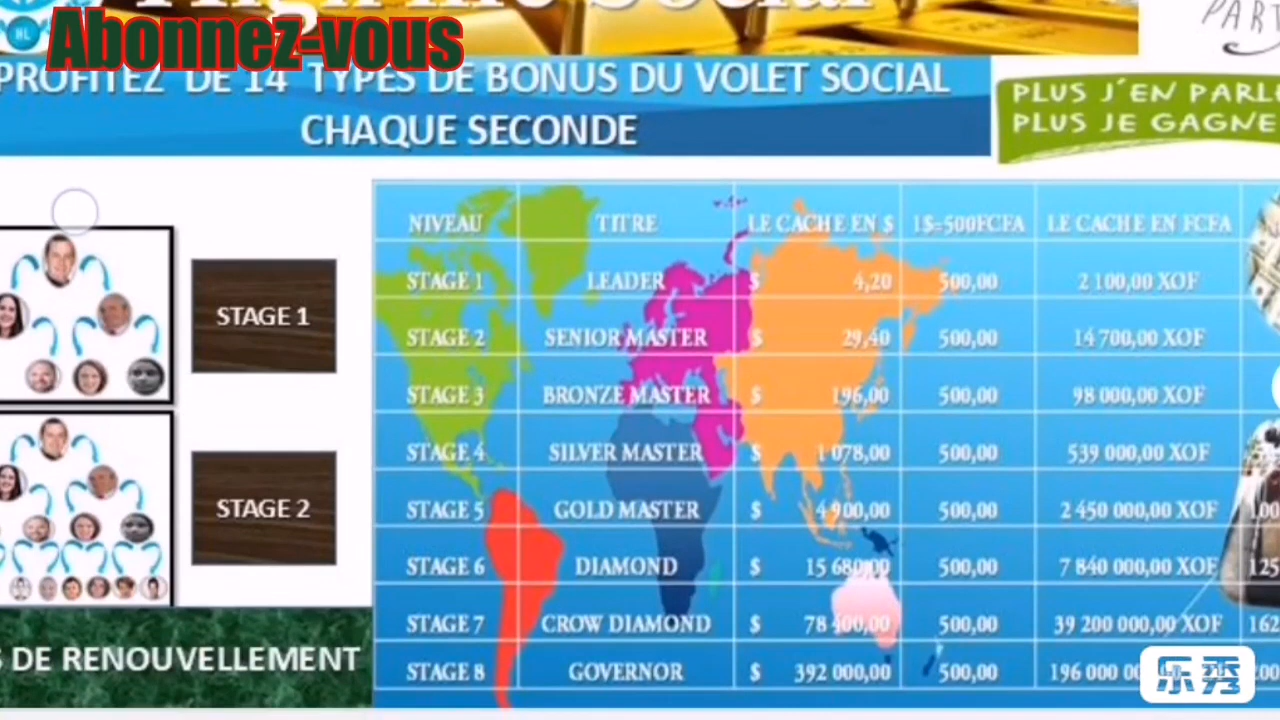 Abonnez-vous
HL
PROFITEZ DE 14 TYPES DE BONUS DU VOLET SOCIAL
CHAQUE SECONDE
PLUS J'EN PARLE
PLUS JE GAGNE
NIVEAU TITRE LE CACHE EN $ 1$=500FCFA LE CACHE EN FCFA
STAGE 1 LEADER $ 4,20 500,00 2 100,00 XOF
STAGE 2 SENIOR MASTER $ 29,40 500,00 14 700,00 XOF
STAGE 3 BRONZE MASTER $ 196,00 500,00 98 000,00 XOF
STAGE 4 SILVER MASTER $ 1 078,00 500,00 539 000,00 XOF
STAGE 5 GOLD MASTER $ 4 900,00 500,00 2 450 000,00 XOF
STAGE 6 DIAMOND $ 15 680,00 500,00 7 840 000,00 XOF 125
STAGE 7 CROW DIAMOND $ 78 400,00 500,00 39 200 000,00 XOF 162
STAGE 8 GOVERNOR $ 392 000,00 500,00 196 000
STAGE 1
STAGE 2
DE RENOUVELLEMENT
乐秀